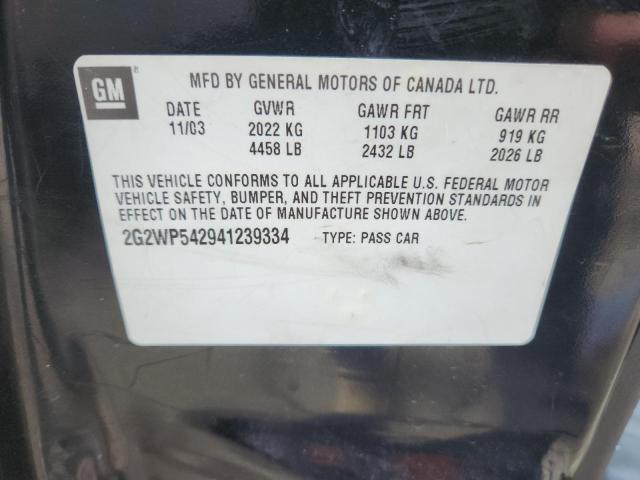 GM
MFD BY GENERAL MOTORS OF CANADA LTD.
DATE GVWR GAWR FRT GAWR RR
11/03 2022 KG 1103 KG 919 KG
4458 LB 2432 LB 2026 LB
THIS VEHICLE CONFORMS TO ALL APPLICABLE U.S. FEDERAL MOTOR
VEHICLE SAFETY, BUMPER, AND THEFT PREVENTION STANDARDS IN
EFFECT ON THE DATE OF MANUFACTURE SHOWN ABOVE.
2G2WP542941239334 TYPE: PASS CAR